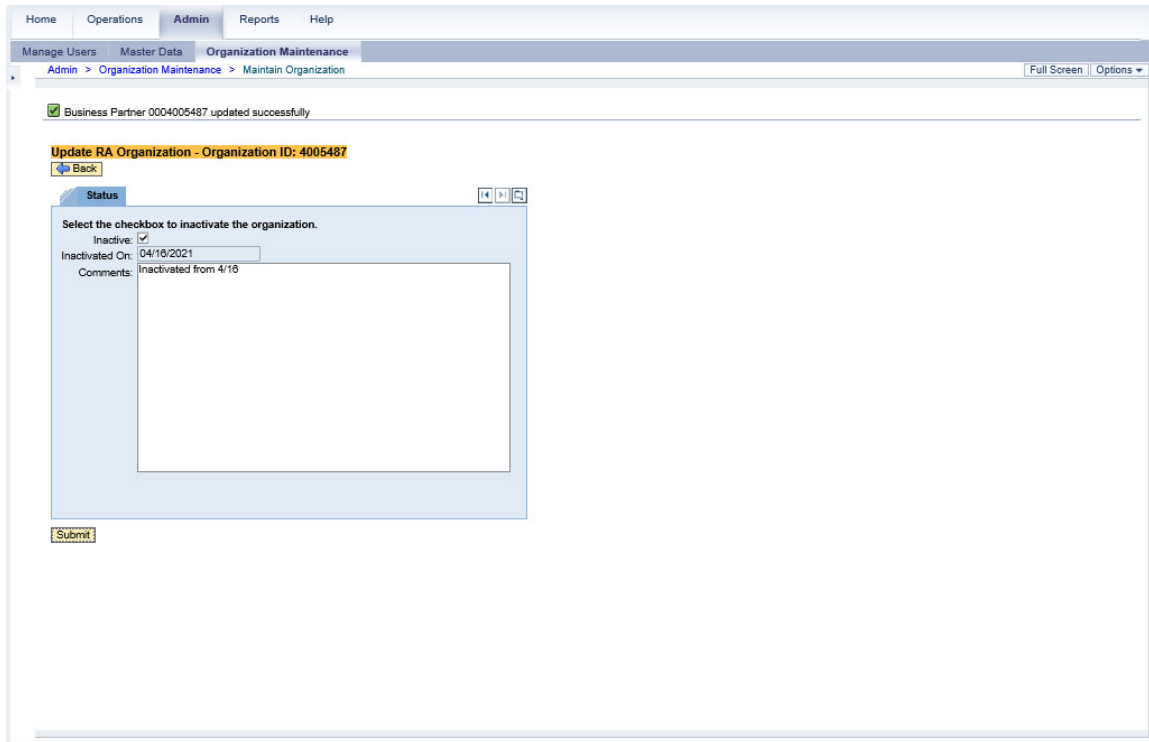 Home Operations Admin Reports Help
Manage Users Master Data Organization Maintenance
Admin > Organization Maintenance > Maintain Organization Full Screen Options
Business Partner 0004005487 updated successfully
Update RA Organization - Organization ID: 4005487
Back
Status
Select the checkbox to inactivate the organization.
Inactive:
Inactivated On: 04/16/2021
Comments: Inactivated from 4/16
Submit